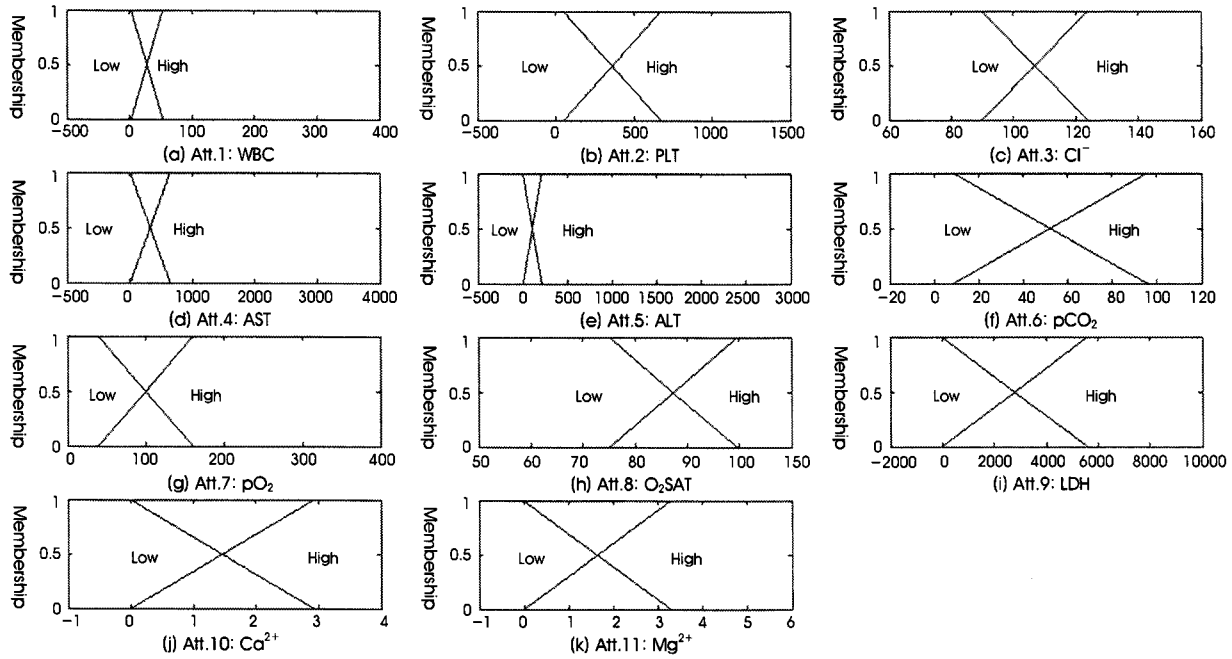 Membership
1
0.5
0
Low
High
-500 0 100 200 300 400
(a) Att.1: WBC
Membership
1
0.5
0
Low
High
-500 0 500 1000 1500
(b) Att.2: PLT
Membership
1
0.5
0
Low
High
60 80 100 120 140 160
(c) Att.3: Cl⁻
Membership
1
0.5
0
Low
High
-500 0 1000 2000 3000 4000
(d) Att.4: AST
Membership
1
0.5
0
Low
High
-500 0 500 1000 1500 2000 2500 3000
(e) Att.5: ALT
Membership
1
0.5
0
Low
High
-20 0 20 40 60 80 100 120
(f) Att.6: pCO₂
Membership
1
0.5
0
Low
High
0 100 200 300 400
(g) Att.7: pO₂
Membership
1
0.5
0
Low
High
50 60 70 80 90 100 150
(h) Att.8: O₂SAT
Membership
1
0.5
0
Low
High
-2000 0 2000 4000 6000 8000 10000
(i) Att.9: LDH
Membership
1
0.5
0
Low
High
-1 0 1 2 3 4
(j) Att.10: Ca²⁺
Membership
1
0.5
0
Low
High
-1 0 1 2 3 4 5 6
(k) Att.11: Mg²⁺